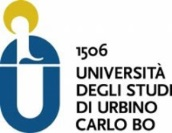 1506
UNIVERSITÀ
DEGLI STUDI
DI URBINO
CARLO BO